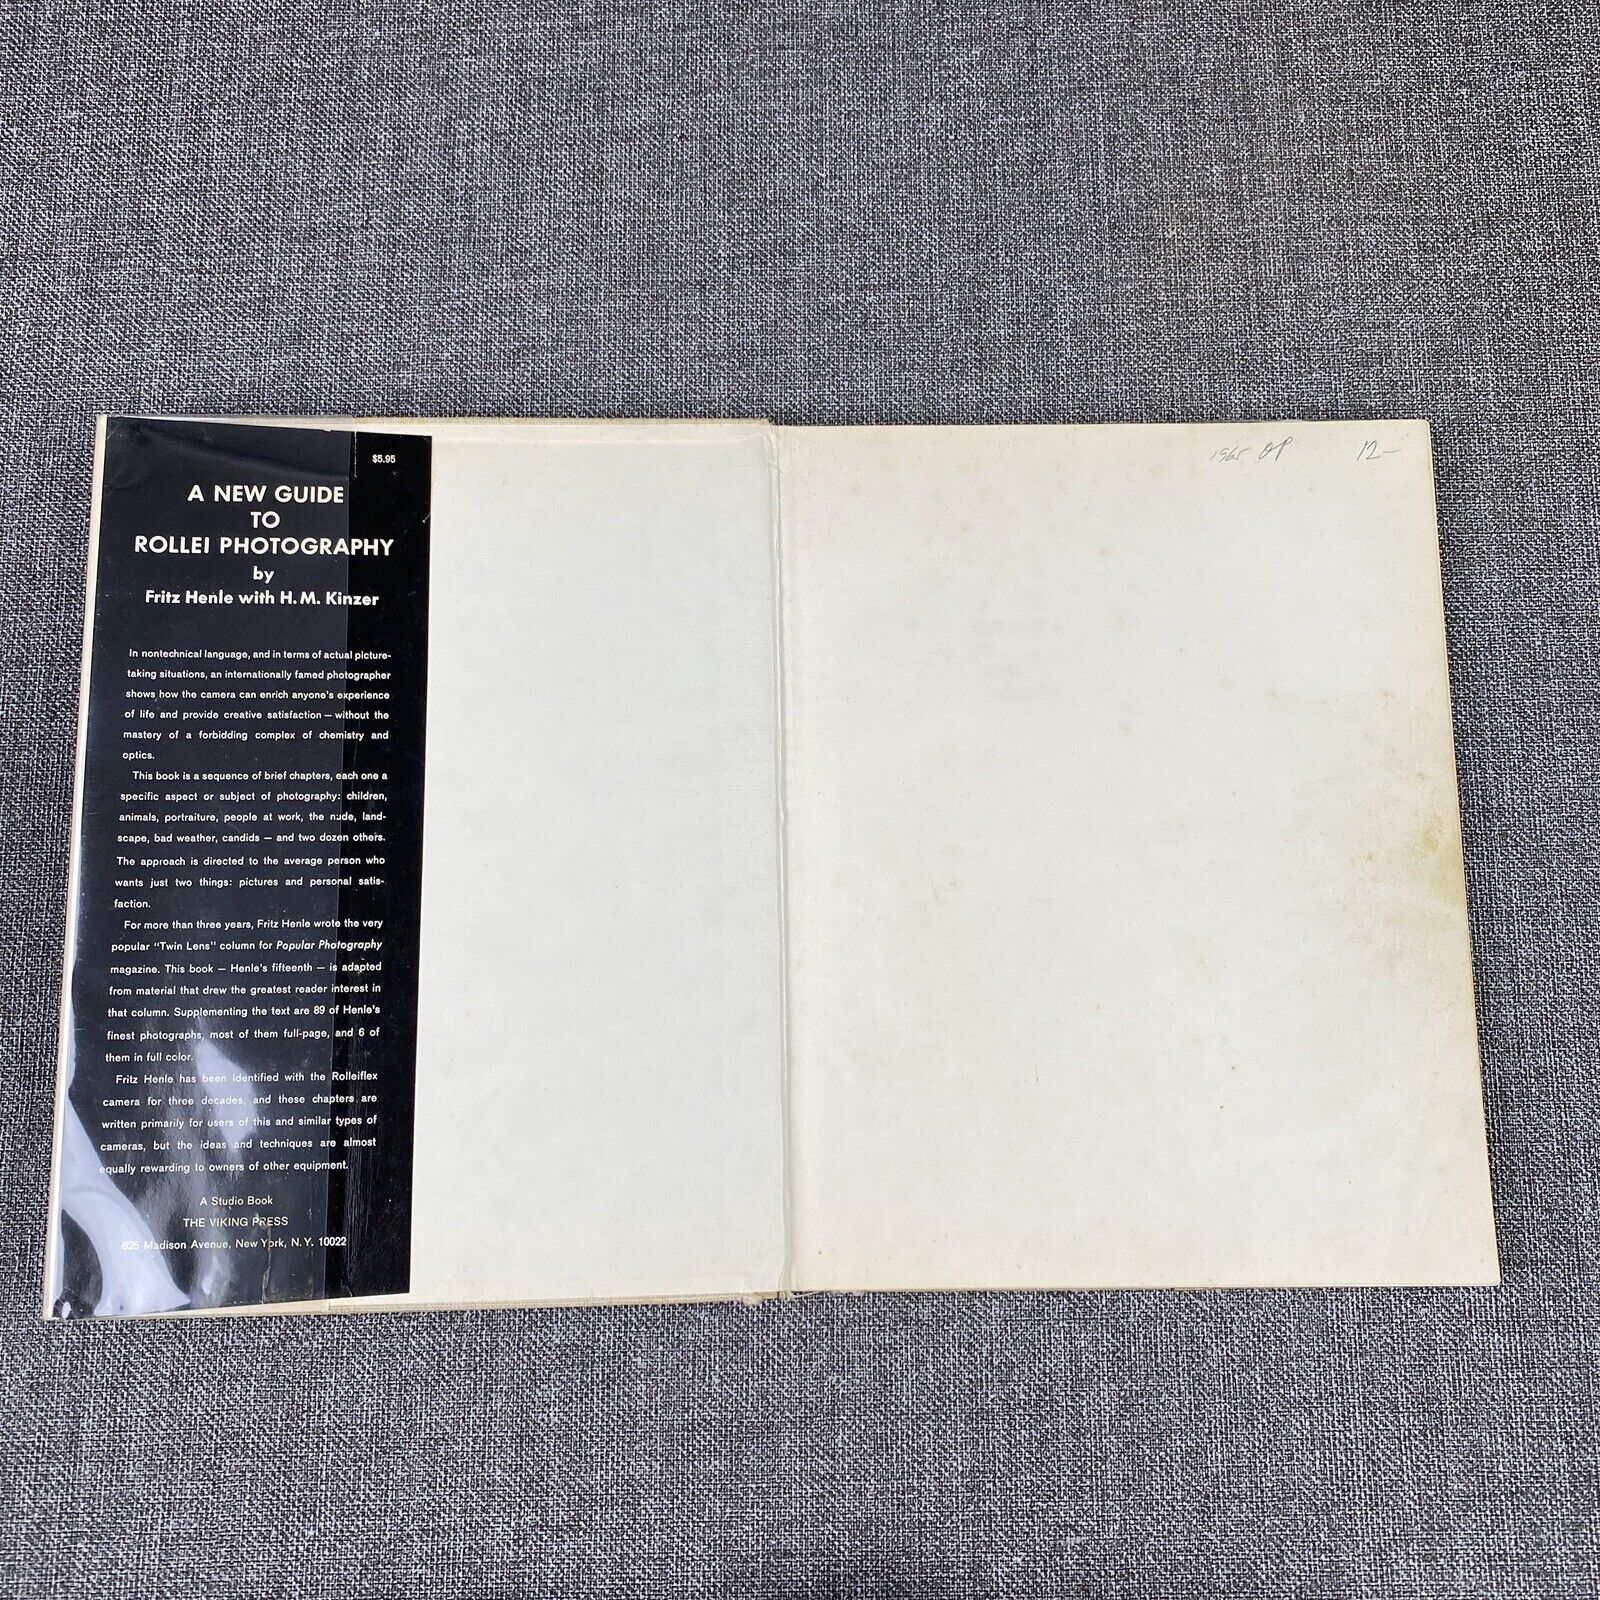 $5.95
A NEW GUIDE
TO
ROLLEI PHOTOGRAPHY
by
Fritz Henle with H. M. Kinzer
In nontechnical language, and in terms of actual picture-
taking situations, an internationally famed photographer
shows how the camera can enrich anyone's experience
of life and provide creative satisfaction — without the
mastery of a forbidding complex of chemistry and
optics.
This book is a sequence of brief chapters, each one a
specific aspect or subject of photography: children,
animals, portraiture, people at work, the nude, land-
scape, bad weather, candids — and two dozen others.
The approach is directed to the average person who
wants just two things: pictures and personal satis-
faction.
For more than three years, Fritz Henle wrote the very
popular "Twin Lens" column for Popular Photography
magazine. This book — Henle's fifteenth — is adapted
from material that drew the greatest reader interest in
that column. Supplementing the text are 89 of Henle's
finest photographs, most of them full-page, and 6 of
them in full color.
Fritz Henle has been identified with the Rolleiflex
camera for three decades, and these chapters are
written primarily for users of this and similar types of
cameras, but the ideas and techniques are almost
equally rewarding to owners of other equipment.
A Studio Book
THE VIKING PRESS
625 Madison Avenue, New York, N.Y. 10022
1965 OP 12–